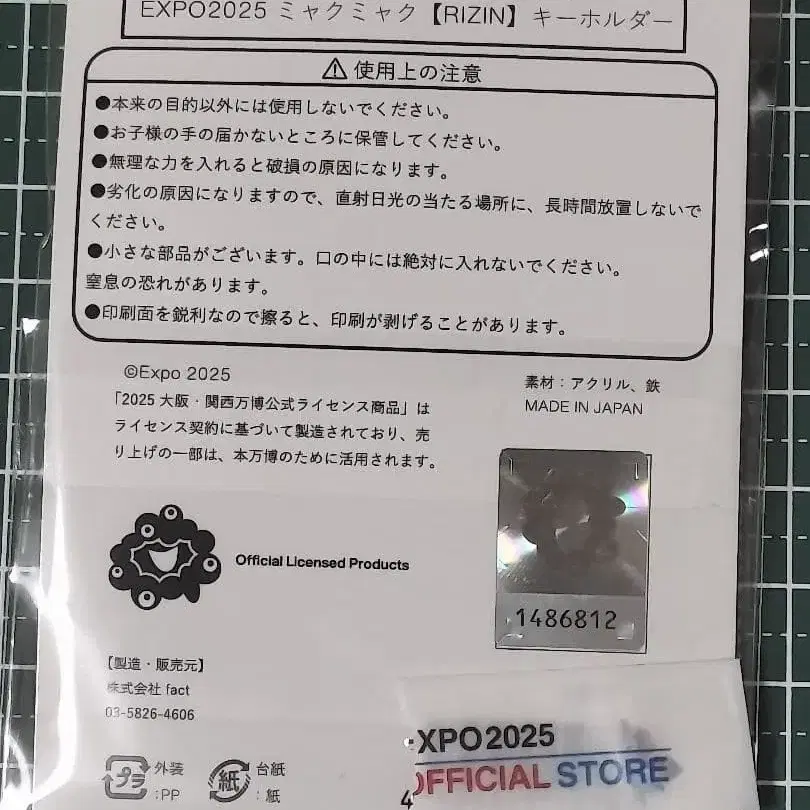 EXPO2025 ミャクミャク【RIZIN】キーホルダー
⚠使用上の注意
●本来の目的以外には使用しないでください。
●お子様の手の届かないところに保管してください。
●無理な力を入れると破損の原因になります。
●劣化の原因になりますので、直射日光の当たる場所に、長時間放置しないで
ください。
●小さな部品がございます。口の中には絶対に入れないでください。
窒息の恐れがあります。
●印刷面を鋭利なので擦ると、印刷が剥げることがあります。
©Expo 2025
「2025 大阪・関西万博公式ライセンス商品」は
ライセンス契約に基づいて製造されており、売
り上げの一部は、本万博のために活用されます。
素材：アクリル、鉄
MADE IN JAPAN
1486812
Official Licensed Products
【製造・販売元】
株式会社 fact
03-5826-4606
プラ 外装
:PP
紙 台紙
:紙
4
EXPO2025
OFFICIAL STORE